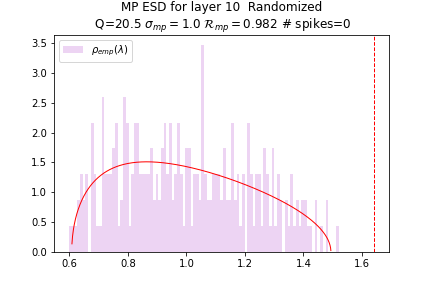 MP ESD for layer 10 Randomized
Q=20.5 σ_mp = 1.0 𝓡_mp = 0.982 # spikes=0
ρ_emp(λ)
3.5
3.0
2.5
2.0
1.5
1.0
0.5
0.0
0.6 0.8 1.0 1.2 1.4 1.6